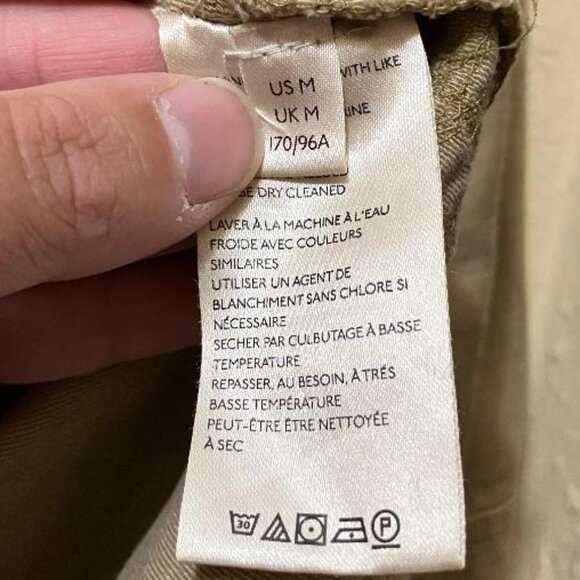 WITH LIKE
US M
UK M
170/96A
BE DRY CLEANED
LAVER À LA MACHINE À L'EAU
FROIDE AVEC COULEURS
SIMILAIRES
UTILISER UN AGENT DE
BLANCHIMENT SANS CHLORE SI
NÉCESSAIRE
SECHER PAR CULBUTAGE À BASSE
TEMPERATURE
REPASSER, AU BESOIN, À TRÉS
BASSE TEMPÉRATURE
PEUT-ÊTRE ÊTRE NETTOYÉE
À SEC
30 P